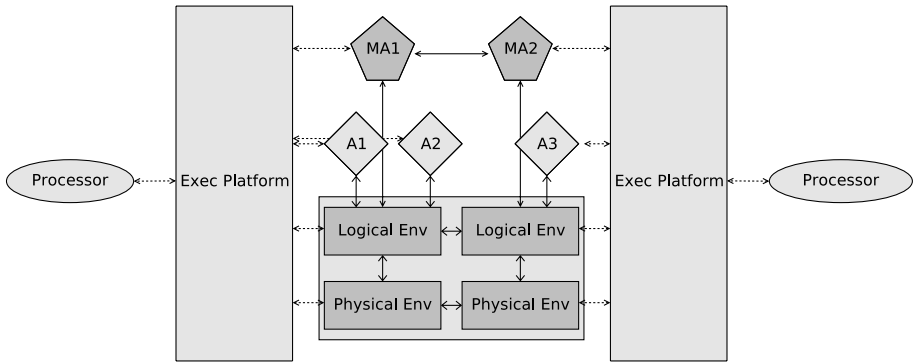 MA1
MA2
A1
A2
A3
Processor
Exec Platform
Exec Platform
Processor
Logical Env
Logical Env
Physical Env
Physical Env